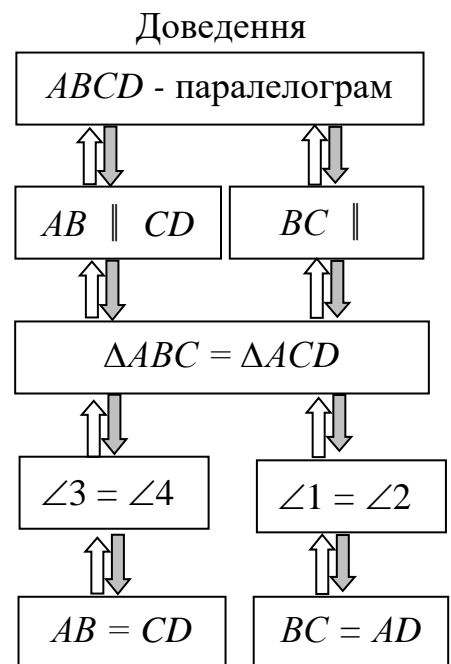 Доведення
ABCD - паралелограм
AB ∥ CD
BC ∥
ΔABC = ΔACD
∠3 = ∠4
∠1 = ∠2
AB = CD
BC = AD